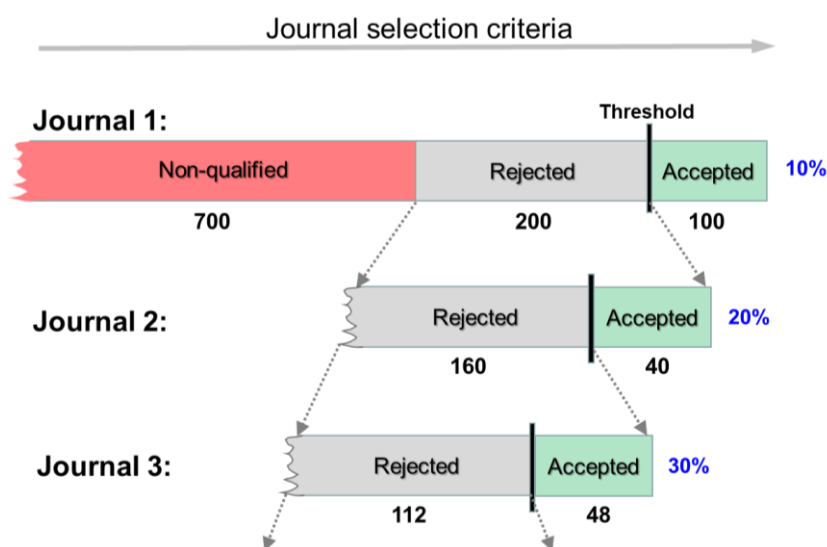 Journal selection criteria
Journal 1:
Threshold
Non-qualified
Rejected
Accepted
10%
700
200
100
Journal 2:
Rejected
Accepted
20%
160
40
Journal 3:
Rejected
Accepted
30%
112
48